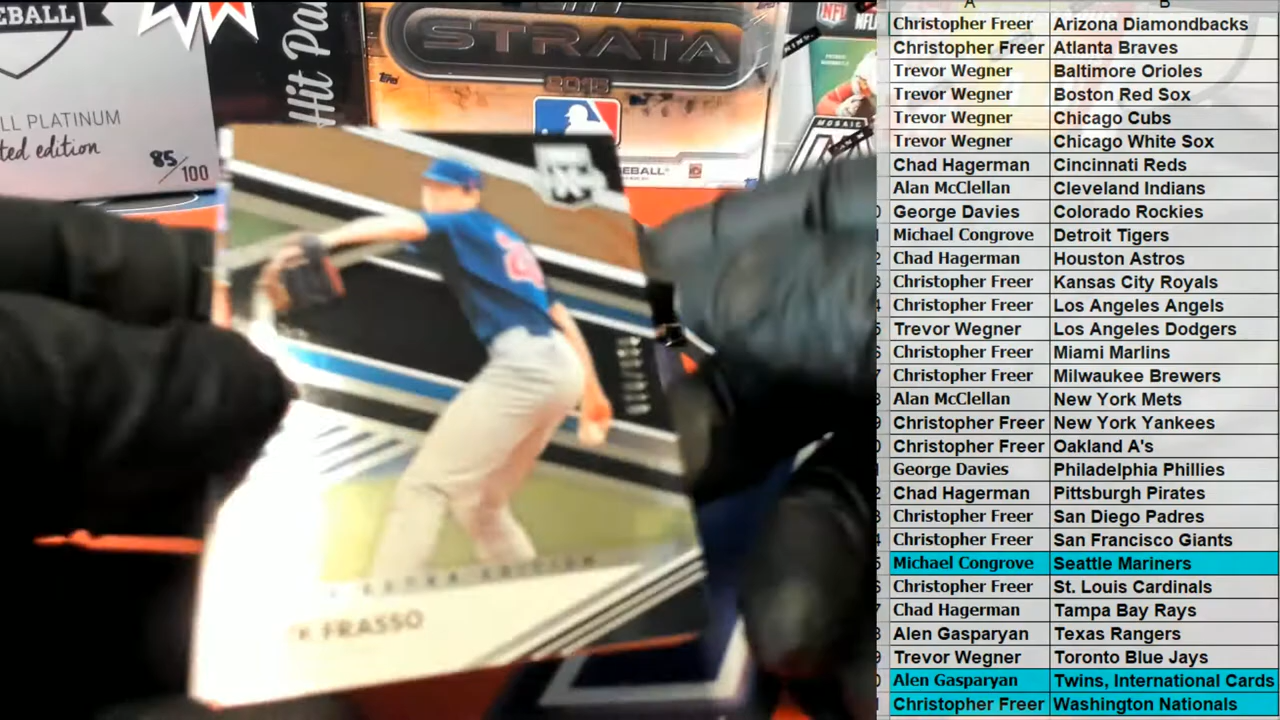 BASEBALL
LL PLATINUM
ted edition
85/100
Hit Pa
STRATA
2015
topps
NFL
NFL
MOSAIC
BASEBALL
EXTRA EDITION
FRASSO
A B
Christopher Freer Arizona Diamondbacks
Christopher Freer Atlanta Braves
Trevor Wegner Baltimore Orioles
Trevor Wegner Boston Red Sox
Trevor Wegner Chicago Cubs
Trevor Wegner Chicago White Sox
Chad Hagerman Cincinnati Reds
Alan McClellan Cleveland Indians
George Davies Colorado Rockies
Michael Congrove Detroit Tigers
Chad Hagerman Houston Astros
Christopher Freer Kansas City Royals
Christopher Freer Los Angeles Angels
Trevor Wegner Los Angeles Dodgers
Christopher Freer Miami Marlins
Christopher Freer Milwaukee Brewers
Alan McClellan New York Mets
Christopher Freer New York Yankees
Christopher Freer Oakland A's
George Davies Philadelphia Phillies
Chad Hagerman Pittsburgh Pirates
Christopher Freer San Diego Padres
Christopher Freer San Francisco Giants
Michael Congrove Seattle Mariners
Christopher Freer St. Louis Cardinals
Chad Hagerman Tampa Bay Rays
Alen Gasparyan Texas Rangers
Trevor Wegner Toronto Blue Jays
Alen Gasparyan Twins, International Cards
Christopher Freer Washington Nationals